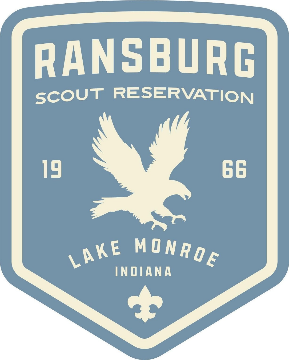 RANSBURG
SCOUT RESERVATION
19 66
LAKE MONROE
INDIANA